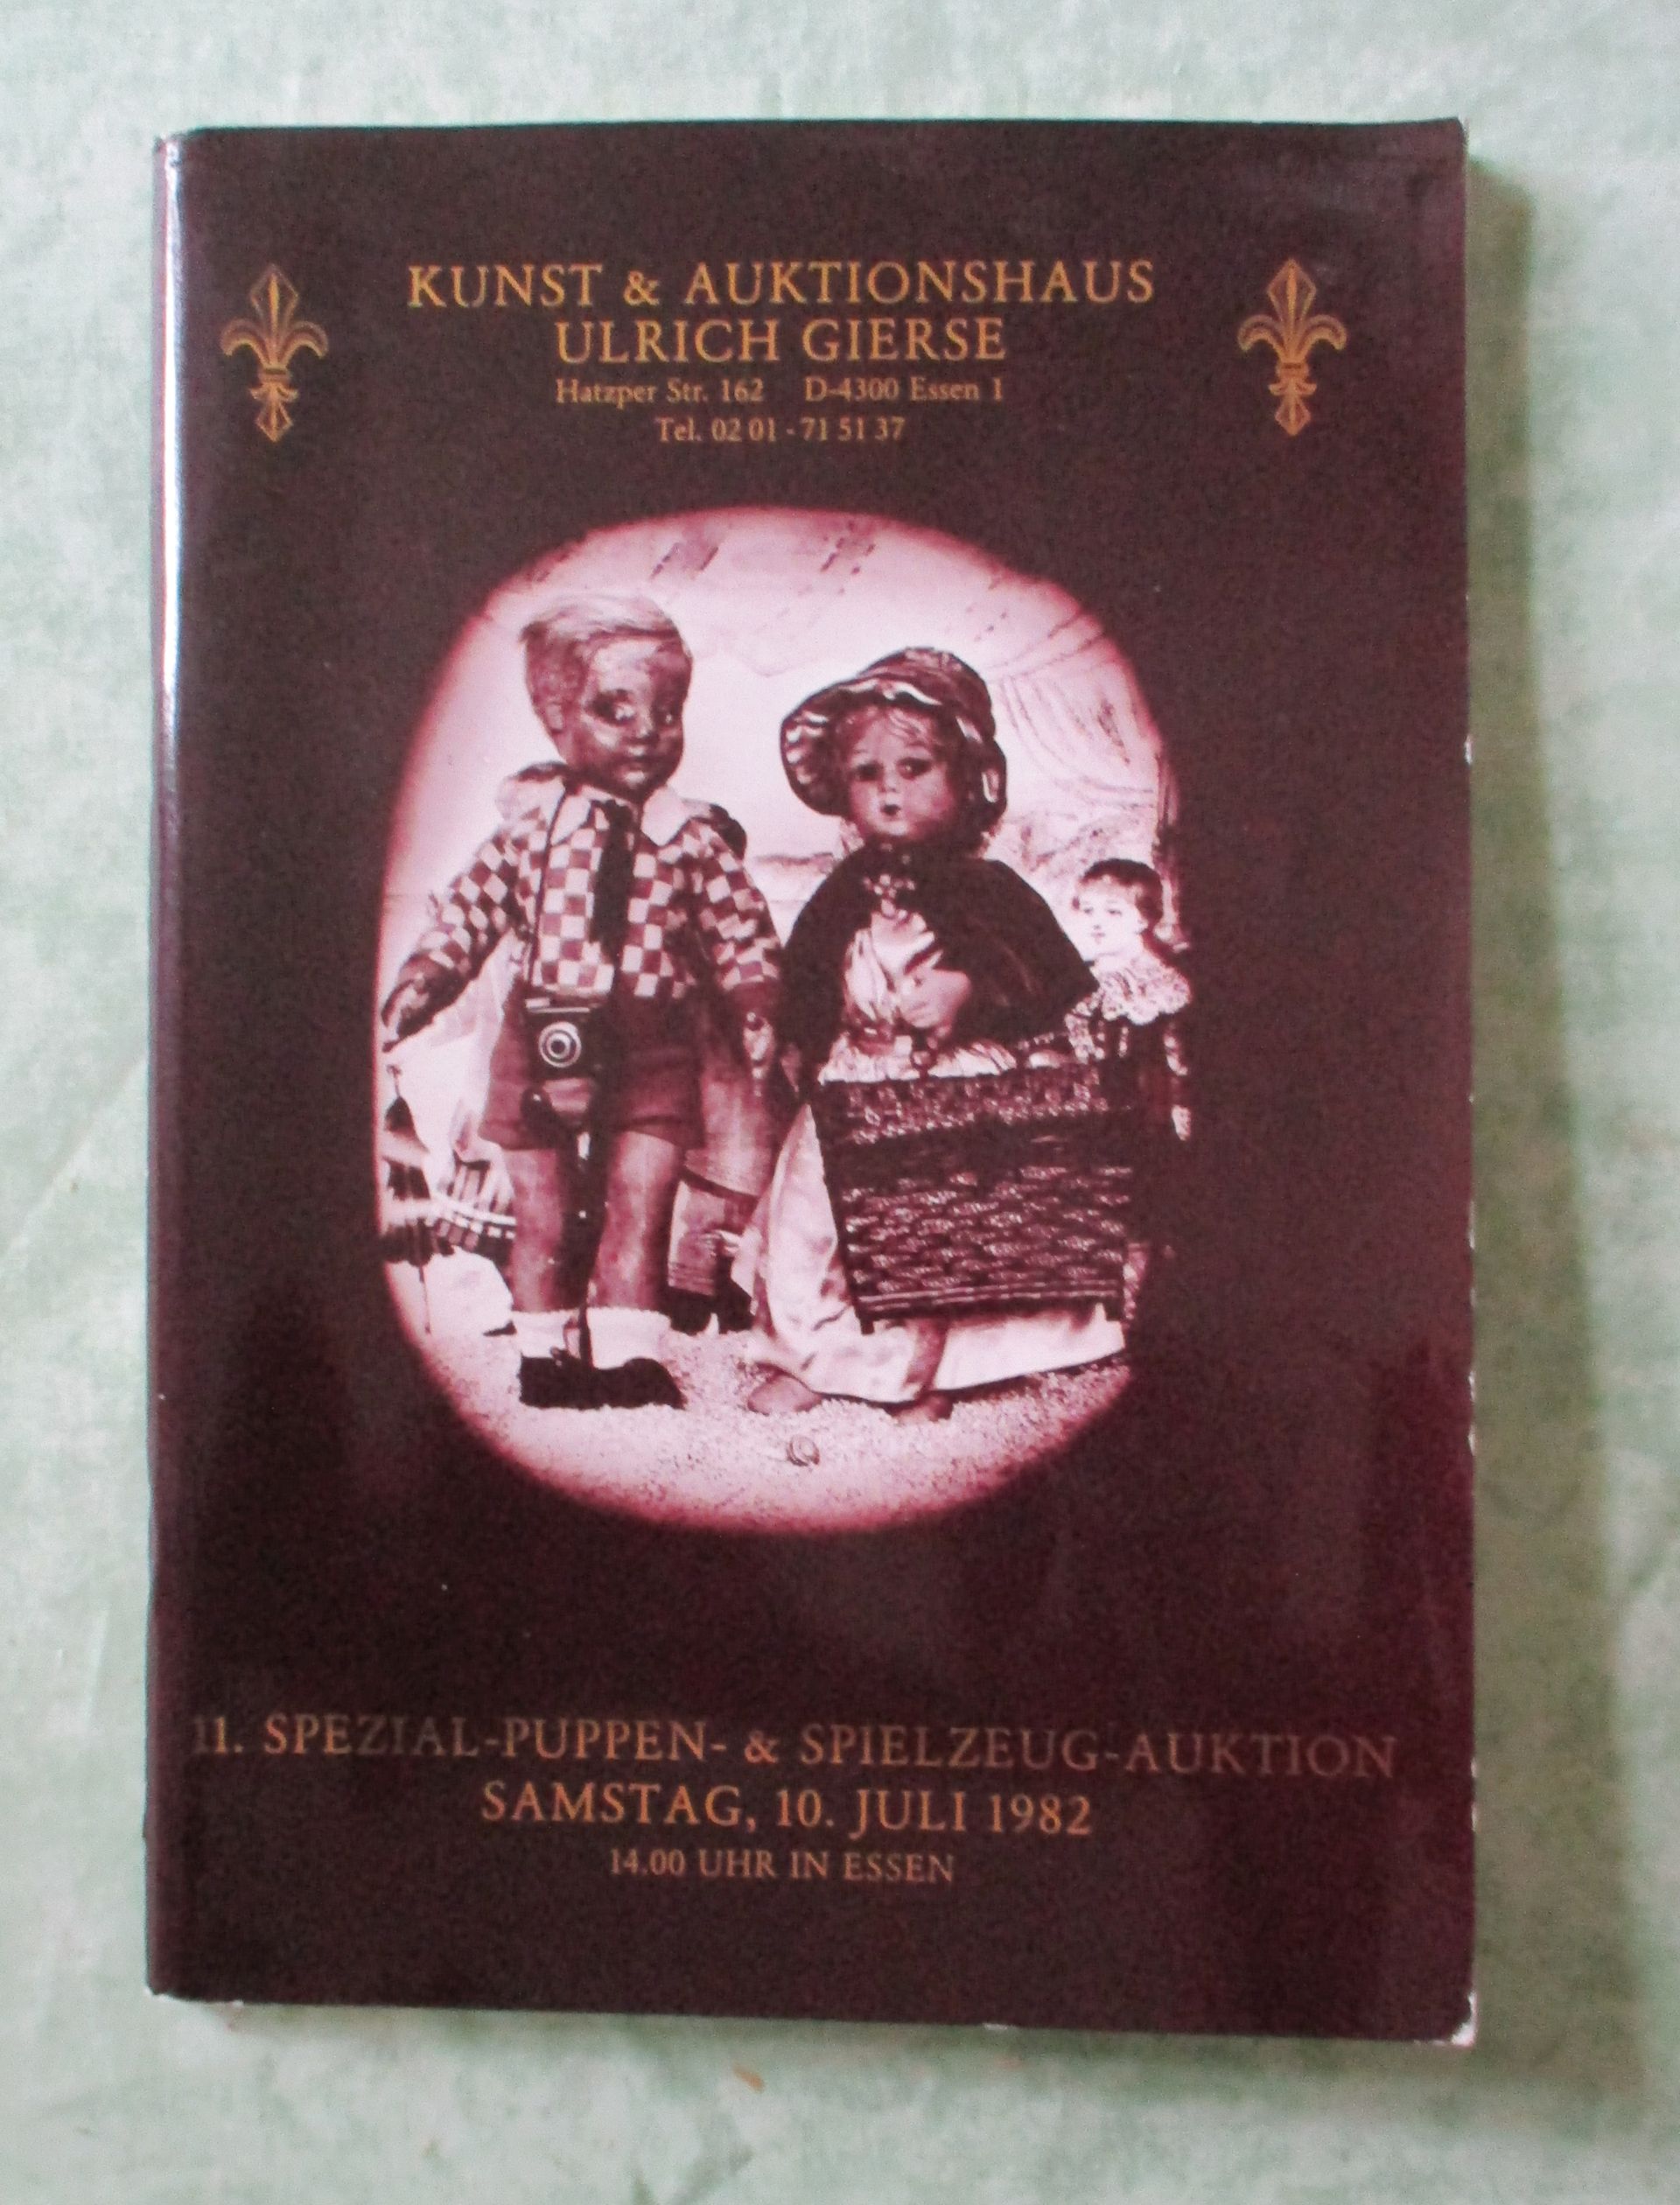 KUNST & AUKTIONSHAUS
ULRICH GIERSE
Hatzper Str. 162 D-4300 Essen 1
Tel. 02 01 - 71 51 37
11. SPEZIAL-PUPPEN- & SPIELZEUG-AUKTION
SAMSTAG, 10. JULI 1982
14.00 UHR IN ESSEN